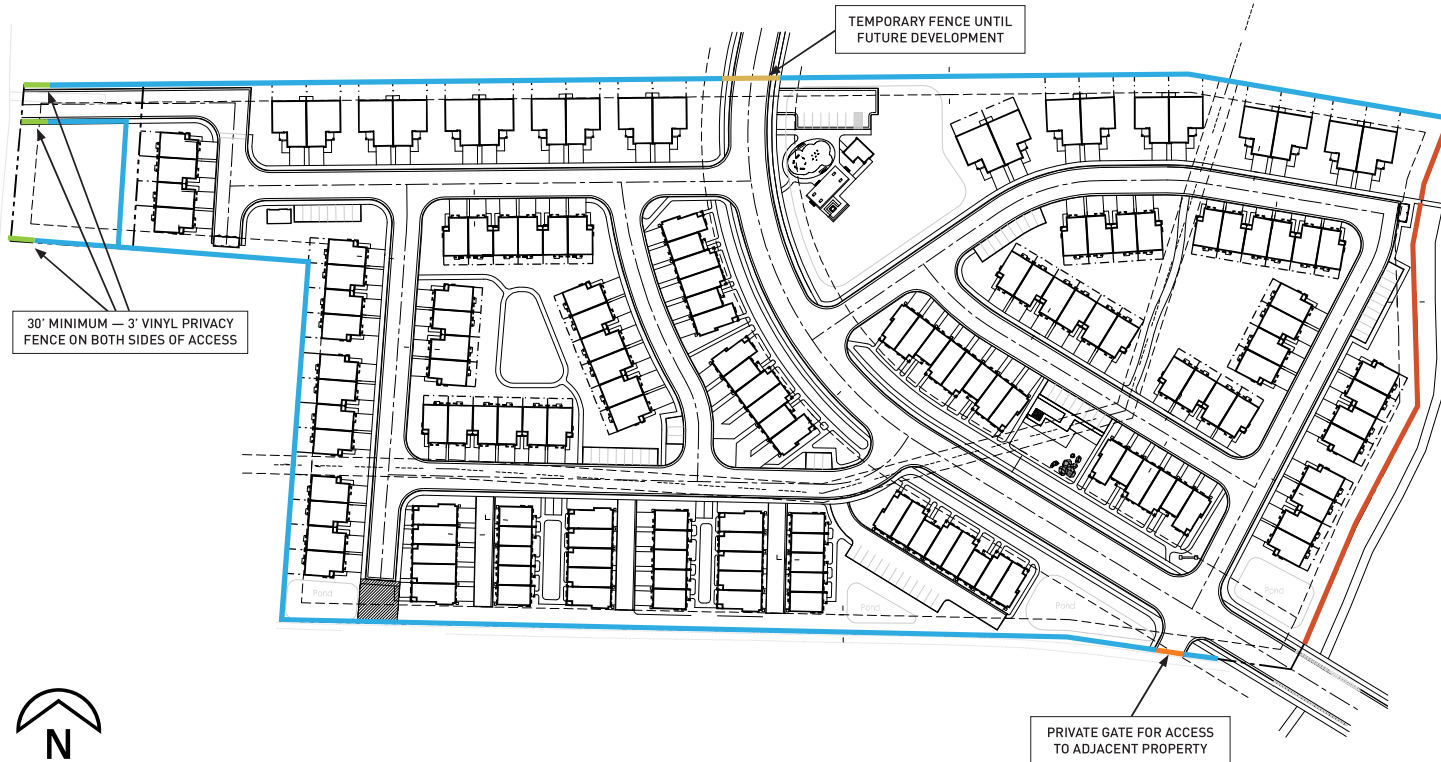 TEMPORARY FENCE UNTIL
FUTURE DEVELOPMENT
30' MINIMUM — 3' VINYL PRIVACY
FENCE ON BOTH SIDES OF ACCESS
Pond
Pond
Pond
Pond
PRIVATE GATE FOR ACCESS
TO ADJACENT PROPERTY
N